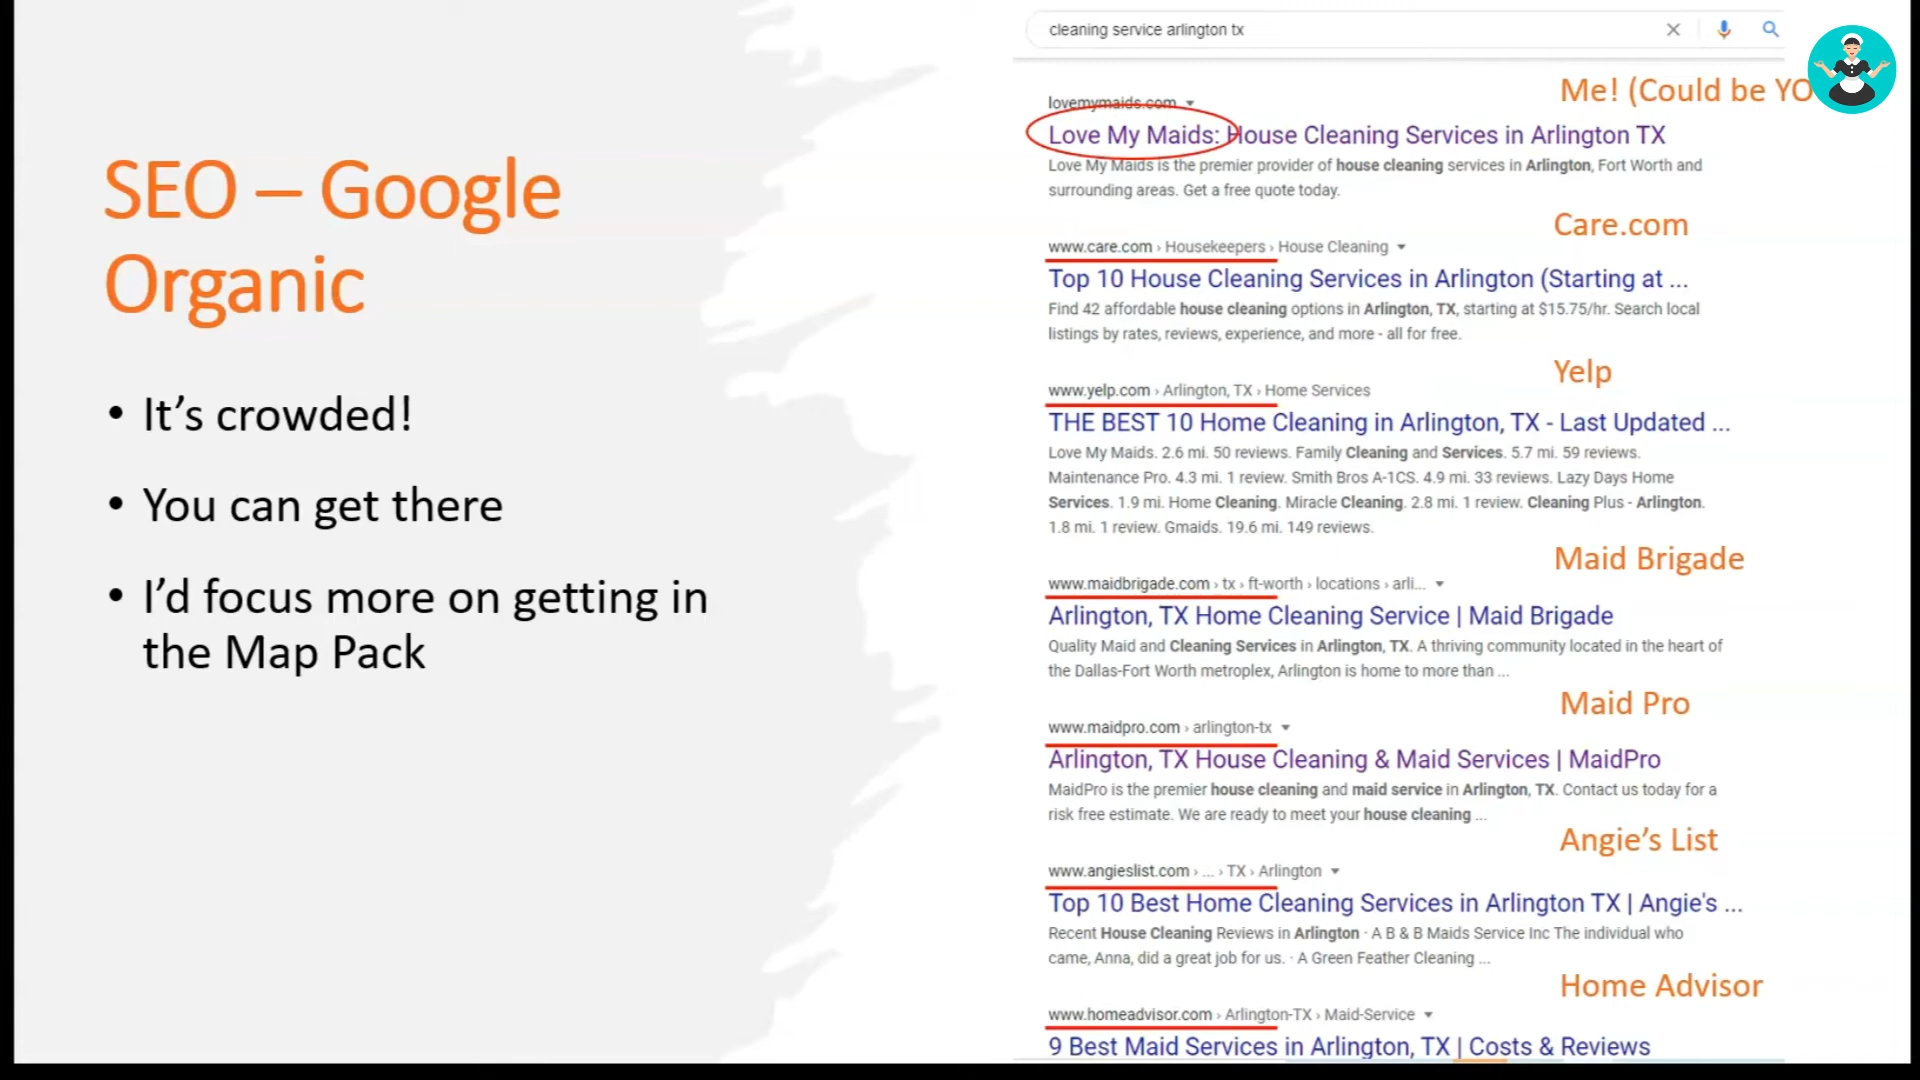 SEO – Google
Organic
• It's crowded!
• You can get there
• I'd focus more on getting in
the Map Pack
cleaning service arlington tx
Me! (Could be YO
lovemymaids.com
Love My Maids: House Cleaning Services in Arlington TX
Love My Maids is the premier provider of house cleaning services in Arlington, Fort Worth and
surrounding areas. Get a free quote today.
Care.com
www.care.com › Housekeepers › House Cleaning
Top 10 House Cleaning Services in Arlington (Starting at ...
Find 42 affordable house cleaning options in Arlington, TX, starting at $15.75/hr. Search local
listings by rates, reviews, experience, and more - all for free.
Yelp
www.yelp.com › Arlington, TX › Home Services
THE BEST 10 Home Cleaning in Arlington, TX - Last Updated ...
Love My Maids. 2.6 mi. 50 reviews. Family Cleaning and Services. 5.7 mi. 59 reviews.
Maintenance Pro. 4.3 mi. 1 review. Smith Bros A-1CS. 4.9 mi. 33 reviews. Lazy Days Home
Services. 1.9 mi. Home Cleaning. Miracle Cleaning. 2.8 mi. 1 review. Cleaning Plus - Arlington.
1.8 mi. 1 review. Gmaids. 19.6 mi. 149 reviews.
Maid Brigade
www.maidbrigade.com › tx › ft-worth › locations › arli...
Arlington, TX Home Cleaning Service | Maid Brigade
Quality Maid and Cleaning Services in Arlington, TX. A thriving community located in the heart of
the Dallas-Fort Worth metroplex, Arlington is home to more than ...
Maid Pro
www.maidpro.com › arlington-tx
Arlington, TX House Cleaning & Maid Services | MaidPro
MaidPro is the premier house cleaning and maid service in Arlington, TX. Contact us today for a
risk free estimate. We are ready to meet your house cleaning ...
Angie's List
www.angieslist.com › ... › TX › Arlington
Top 10 Best Home Cleaning Services in Arlington TX | Angie's ...
Recent House Cleaning Reviews in Arlington · A B & B Maids Service Inc The individual who
came, Anna, did a great job for us. · A Green Feather Cleaning ...
Home Advisor
www.homeadvisor.com › Arlington-TX › Maid-Service
9 Best Maid Services in Arlington, TX | Costs & Reviews